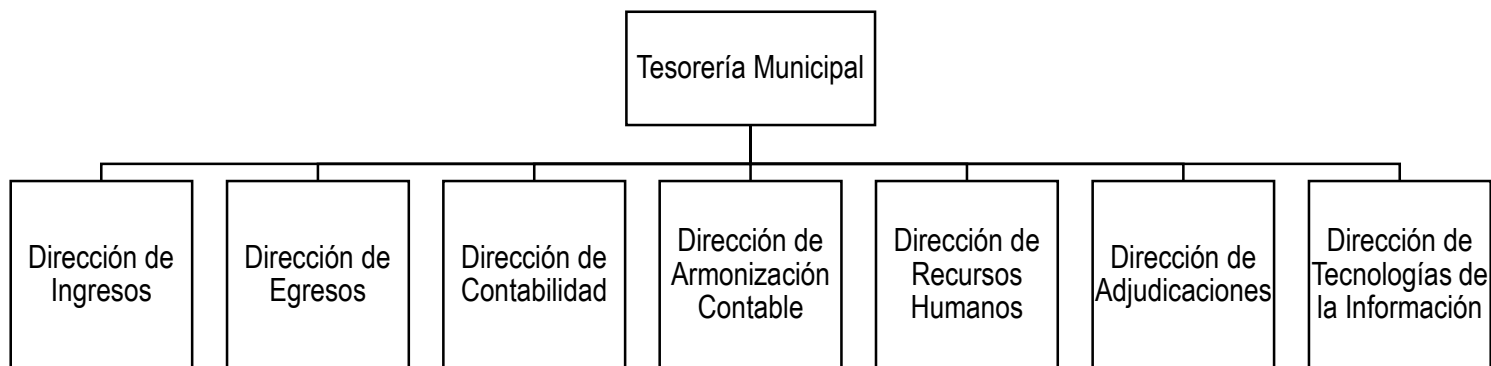 Tesorería Municipal
Dirección de
Ingresos
Dirección de
Egresos
Dirección de
Contabilidad
Dirección de
Armonización
Contable
Dirección de
Recursos
Humanos
Dirección de
Adjudicaciones
Dirección de
Tecnologías de
la Información